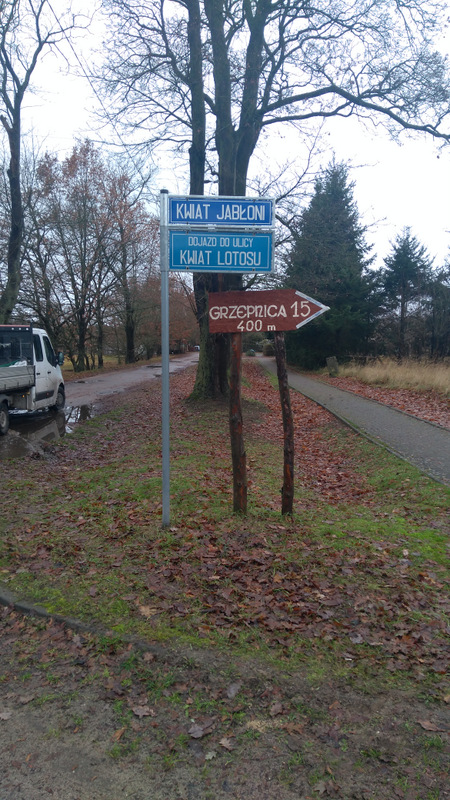 KWIAT JABŁONI
DOJAZD DO ULICY
KWIAT LOTOSU
GRZEPNICA 15
400 m